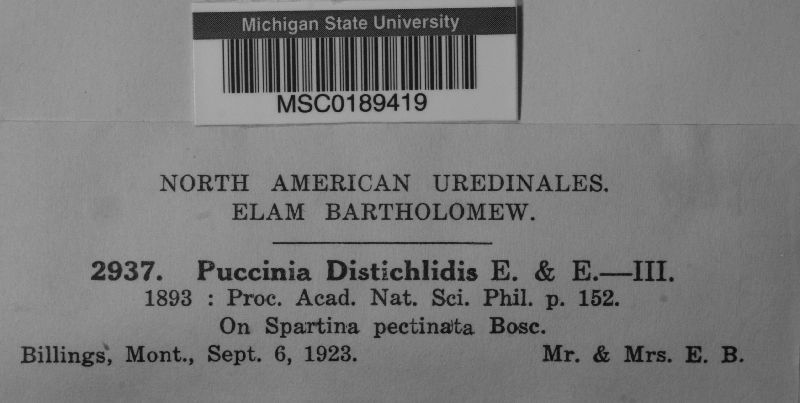 Michigan State University
MSC0189419
NORTH AMERICAN UREDINALES.
ELAM BARTHOLOMEW.
2937. Puccinia Distichlidis E. & E.—III.
1893 : Proc. Acad. Nat. Sci. Phil. p. 152.
On Spartina pectinata Bosc.
Billings, Mont., Sept. 6, 1923. Mr. & Mrs. E. B.